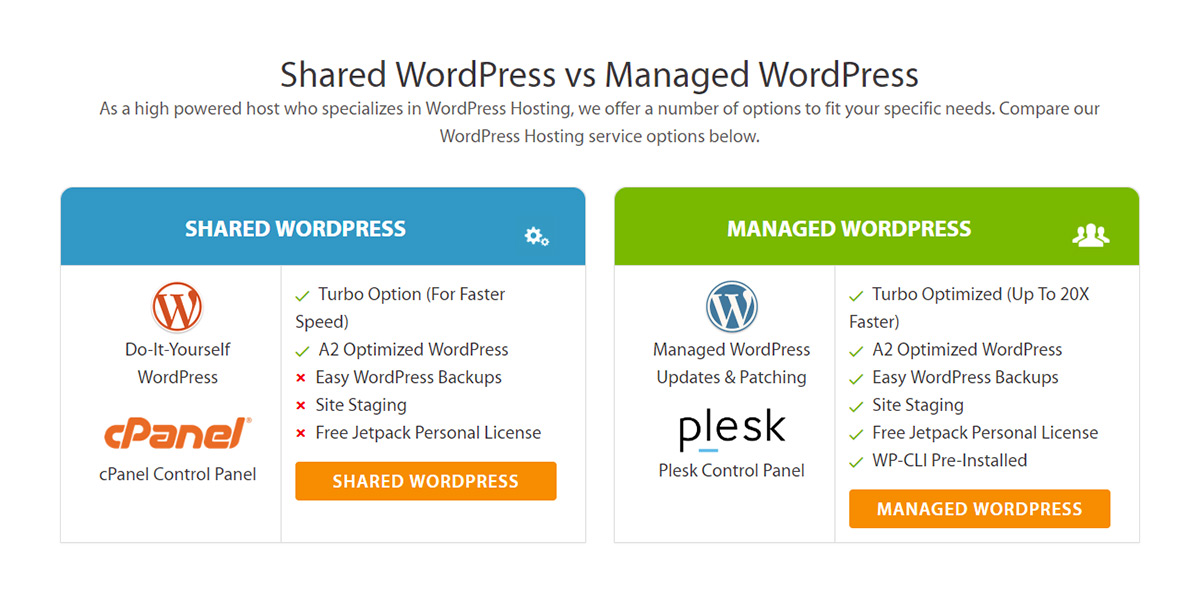 Shared WordPress vs Managed WordPress
As a high powered host who specializes in WordPress Hosting, we offer a number of options to fit your specific needs. Compare our
WordPress Hosting service options below.
SHARED WORDPRESS
Do-It-Yourself
WordPress
cPanel®
cPanel Control Panel
Turbo Option (For Faster
Speed)
A2 Optimized WordPress
Easy WordPress Backups
Site Staging
Free Jetpack Personal License
SHARED WORDPRESS
MANAGED WORDPRESS
Managed WordPress
Updates & Patching
plesk
Plesk Control Panel
Turbo Optimized (Up To 20X
Faster)
A2 Optimized WordPress
Easy WordPress Backups
Site Staging
Free Jetpack Personal License
WP-CLI Pre-Installed
MANAGED WORDPRESS